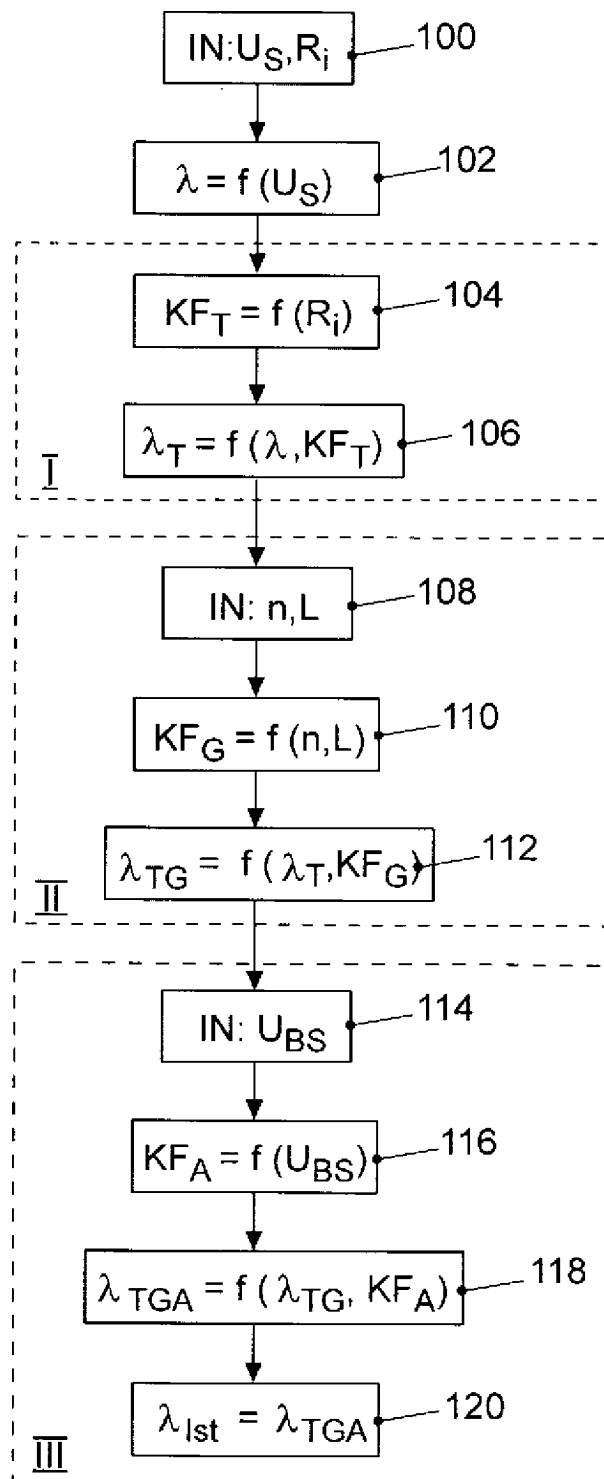 IN:U_S,R_i
100
λ = f (U_S)
102
KF_T = f (R_i)
104
λ_T = f (λ,KF_T)
106
I
IN: n,L
108
KF_G = f (n,L)
110
λ_TG = f (λ_T,KF_G)
112
II
IN: U_BS
114
KF_A = f (U_BS)
116
λ_TGA = f (λ_TG, KF_A)
118
λ_Ist = λ_TGA
120
III